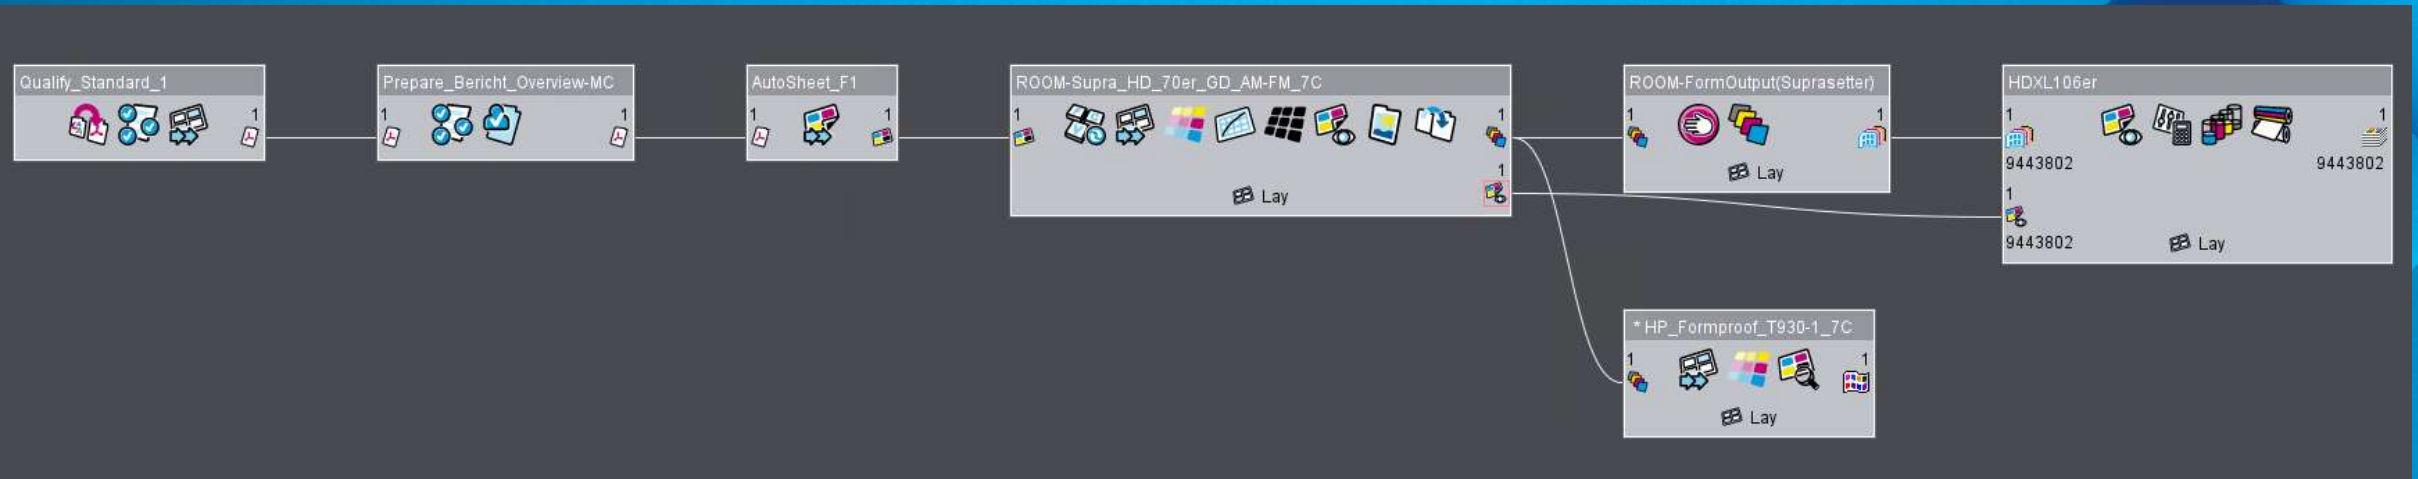 Qualify_Standard_1
1
Prepare_Bericht_Overview-MC
1
1
AutoSheet_F1
1
1
ROOM-Supra_HD_70er_GD_AM-FM_7C
1
1
1
Lay
ROOM-FormOutput(Suprasetter)
1
1
Lay
HDXL106er
1
1
9443802
9443802
1
9443802
Lay
* HP_Formproof_T930-1_7C
1
1
Lay